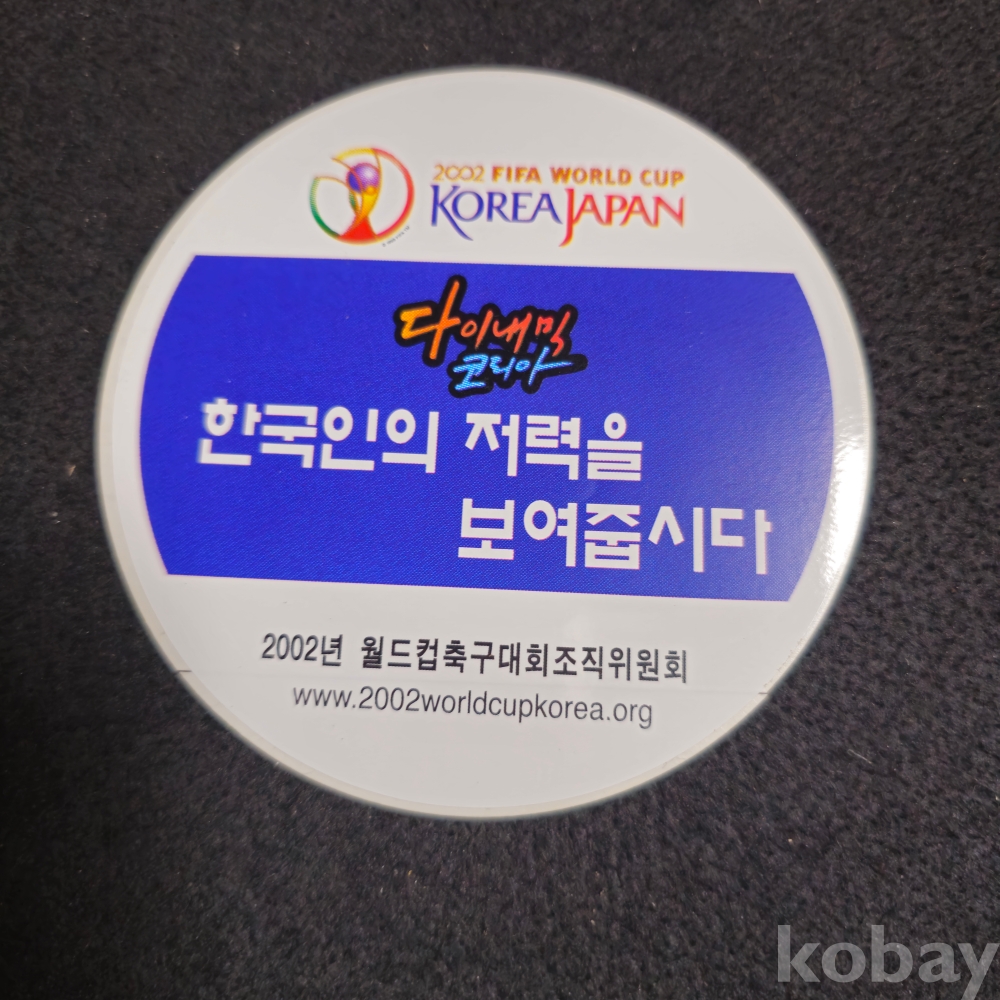 2002 FIFA WORLD CUP
KOREA JAPAN
다이내믹
코리아
한국인의 저력을
보여줍시다
2002년 월드컵축구대회조직위원회
www.2002worldcupkorea.org
kobay